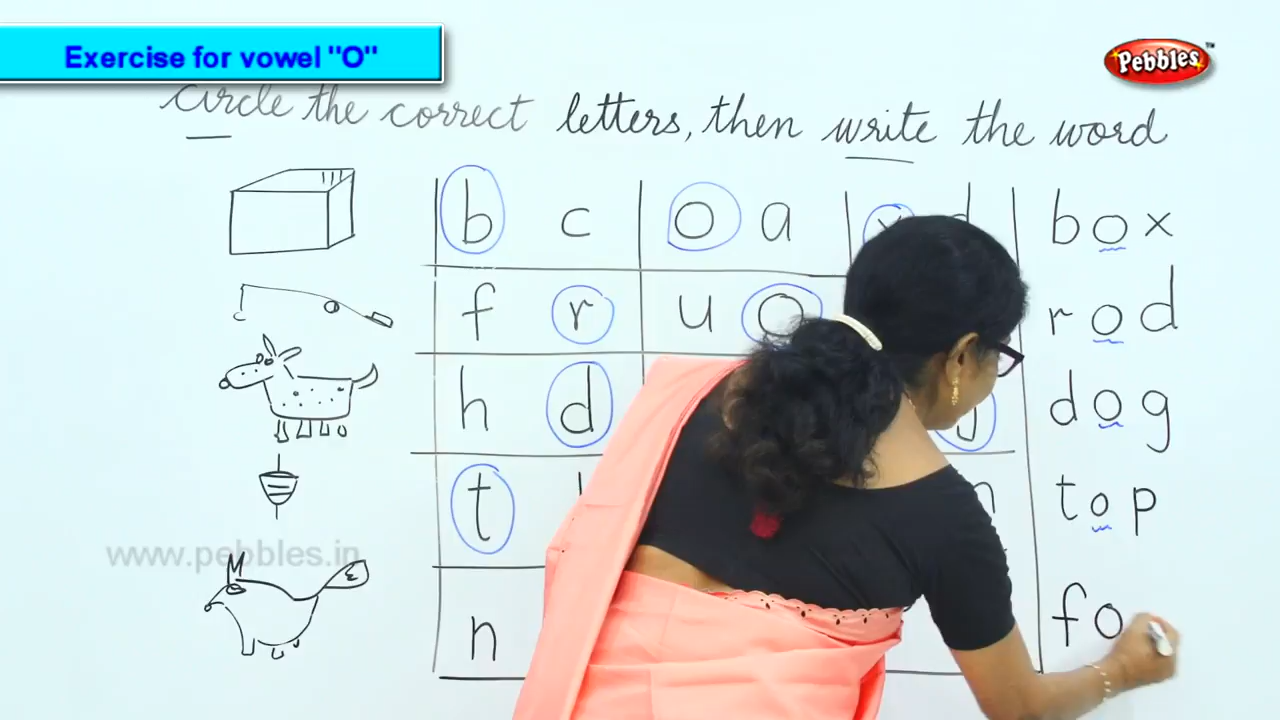 Exercise for vowel "O"
Pebbles™
circle the correct letters, then write the word
b c o a x d box
f r u o rod
h d g dog
t top
n fo
www.pebbles.in